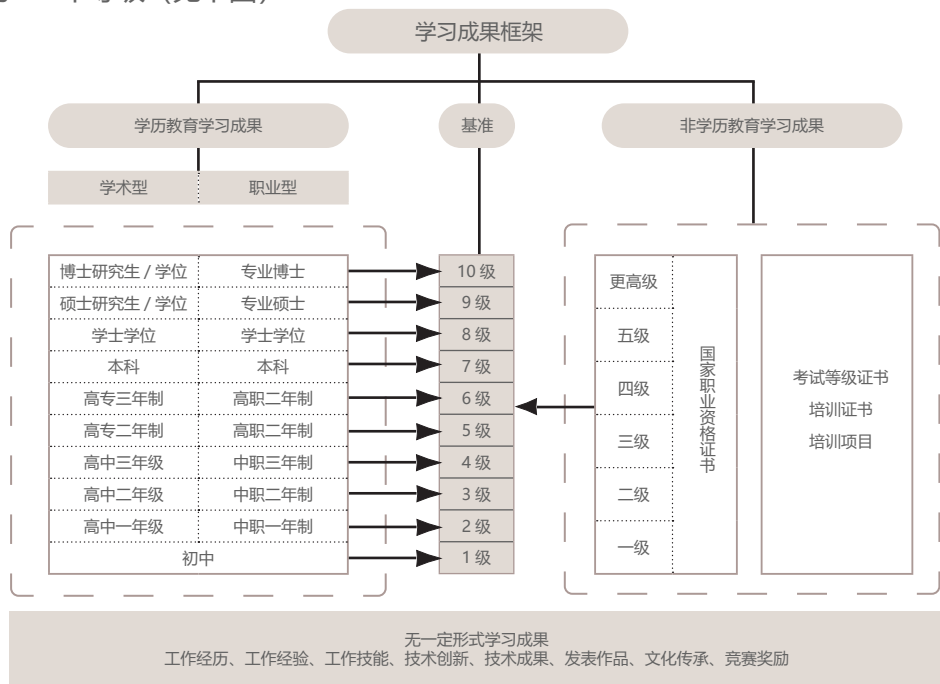 学习成果框架
学历教育学习成果
基准
非学历教育学习成果
学术型
职业型
博士研究生 / 学位
专业博士
10 级
硕士研究生 / 学位
专业硕士
9 级
学士学位
学士学位
8 级
本科
本科
7 级
高专三年制
高职二年制
6 级
高专二年制
高职二年制
5 级
高中三年级
中职三年制
4 级
高中二年级
中职二年制
3 级
高中一年级
中职一年制
2 级
初中
1 级
更高级
五级
四级
三级
二级
一级
国家职业资格证书
考试等级证书
培训证书
培训项目
无一定形式学习成果
工作经历、工作经验、工作技能、技术创新、技术成果、发表作品、文化传承、竞赛奖励